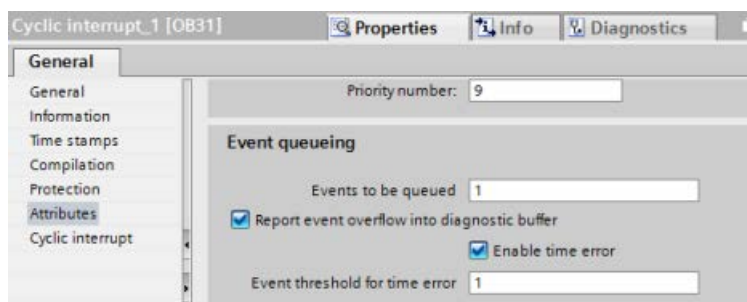 Cyclic interrupt_1 [OB31]
Properties
Info
Diagnostics
General
General
Information
Time stamps
Compilation
Protection
Attributes
Cyclic interrupt
Priority number: 9
Event queueing
Events to be queued 1
Report event overflow into diagnostic buffer
Enable time error
Event threshold for time error 1